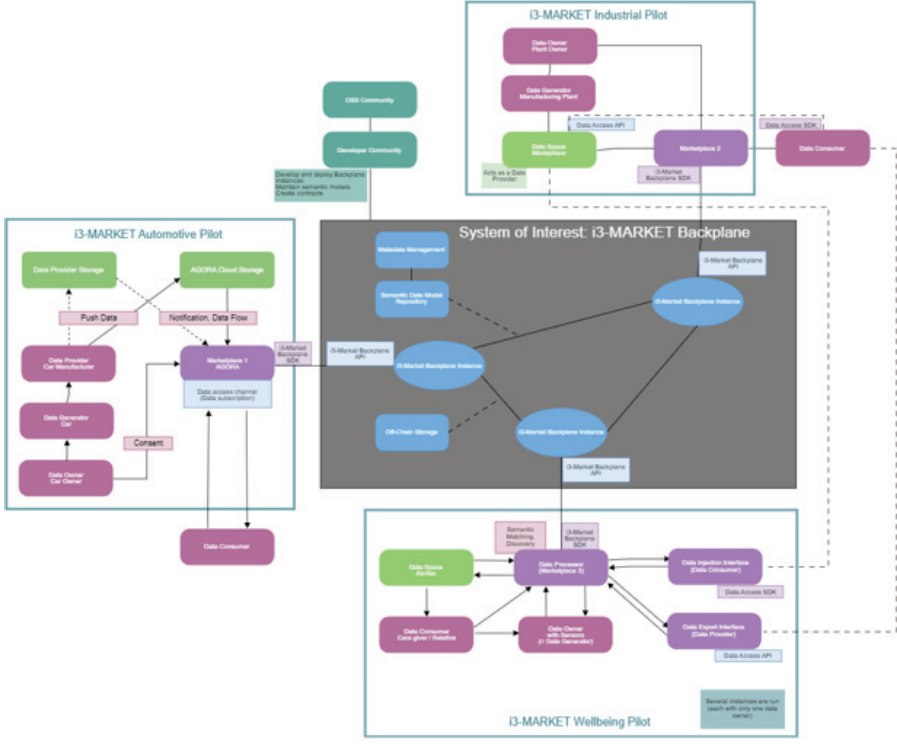 i3-MARKET Industrial Pilot
Data Owner
Plant Owner
Data Generator
Manufacturing Plant
Data Access API
Data Access SDK
Data Space
Mindsphere
Marketplace 2
Data Consumer
Acts as a Data
Provider
i3-Market
Backplane SDK
OSS Community
Developer Community
Develop and deploy Backplane
instances
Maintain semantic models
Create contracts
i3-MARKET Automotive Pilot
Data Provider Storage
AGORA Cloud Storage
Push Data
Notification, Data Flow
Data Provider
Car Manufacturer
Marketplace 1
AGORA
i3-Market
Backplane
SDK
Data access channel
(Data subscription)
Data Generator
Car
Consent
Data Owner
Car Owner
Data Consumer
System of Interest: i3-MARKET Backplane
Metadata Management
i3-Market Backplane
API
Semantic Data Model
Repository
i3-Market Backplane Instance
i3-Market Backplane
API
i3-Market Backplane Instance
Off-Chain Storage
i3-Market Backplane Instance
i3-Market Backplane
API
Semantic
Matching,
Discovery
i3-Market
Backplane
SDK
Data Space
Data Processor
(Marketplace 3)
Data Injection Interface
(Data Consumer)
Data Access SDK
Data Consumer
Care-giver / Relative
Data Owner
with Sensors
(= Data Generator)
Data Export Interface
(Data Provider)
Data Access API
Several instances are run
(each with only one data
owner)
i3-MARKET Wellbeing Pilot